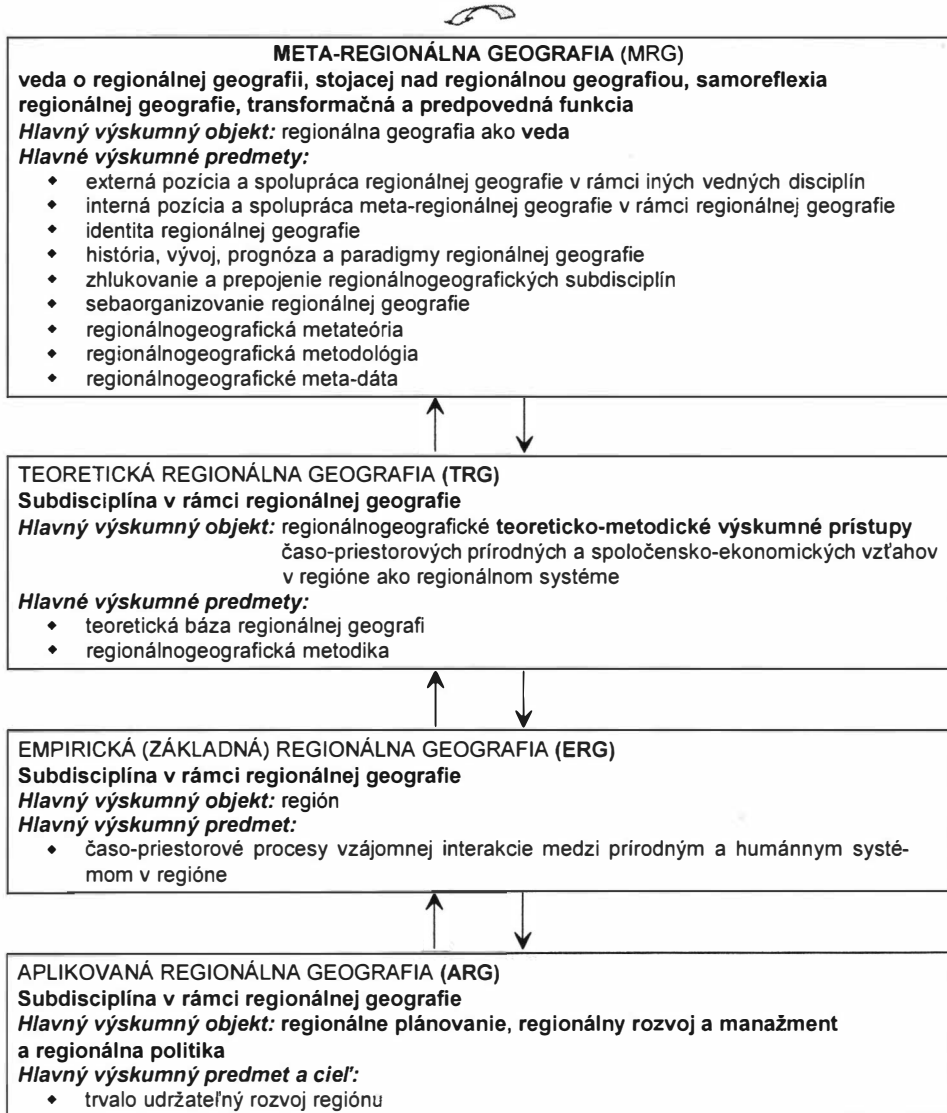 META-REGIONÁLNA GEOGRAFIA (MRG)
veda o regionálnej geografii, stojacej nad regionálnou geografiou, samoreflexia
regionálnej geografie, transformačná a predpovedná funkcia
Hlavný výskumný objekt: regionálna geografia ako veda
Hlavné výskumné predmety:
◆ externá pozícia a spolupráca regionálnej geografie v rámci iných vedných disciplín
◆ interná pozícia a spolupráca meta-regionálnej geografie v rámci regionálnej geografie
◆ identita regionálnej geografie
◆ história, vývoj, prognóza a paradigmy regionálnej geografie
◆ zhlukovanie a prepojenie regionálnogeografických subdisciplín
◆ sebaorganizovanie regionálnej geografie
◆ regionálnogeografická metateória
◆ regionálnogeografická metodológia
◆ regionálnogeografické meta-dáta
TEORETICKÁ REGIONÁLNA GEOGRAFIA (TRG)
Subdisciplína v rámci regionálnej geografie
Hlavný výskumný objekt: regionálnogeografické teoreticko-metodické výskumné prístupy
časo-priestorových prírodných a spoločensko-ekonomických vzťahov
v regióne ako regionálnom systéme
Hlavné výskumné predmety:
◆ teoretická báza regionálnej geografi
◆ regionálnogeografická metodika
EMPIRICKÁ (ZÁKLADNÁ) REGIONÁLNA GEOGRAFIA (ERG)
Subdisciplína v rámci regionálnej geografie
Hlavný výskumný objekt: región
Hlavný výskumný predmet:
◆ časo-priestorové procesy vzájomnej interakcie medzi prírodným a humánnym systé-
mom v regióne
APLIKOVANÁ REGIONÁLNA GEOGRAFIA (ARG)
Subdisciplína v rámci regionálnej geografie
Hlavný výskumný objekt: regionálne plánovanie, regionálny rozvoj a manažment
a regionálna politika
Hlavný výskumný predmet a cieľ:
◆ trvalo udržateľný rozvoj regiónu